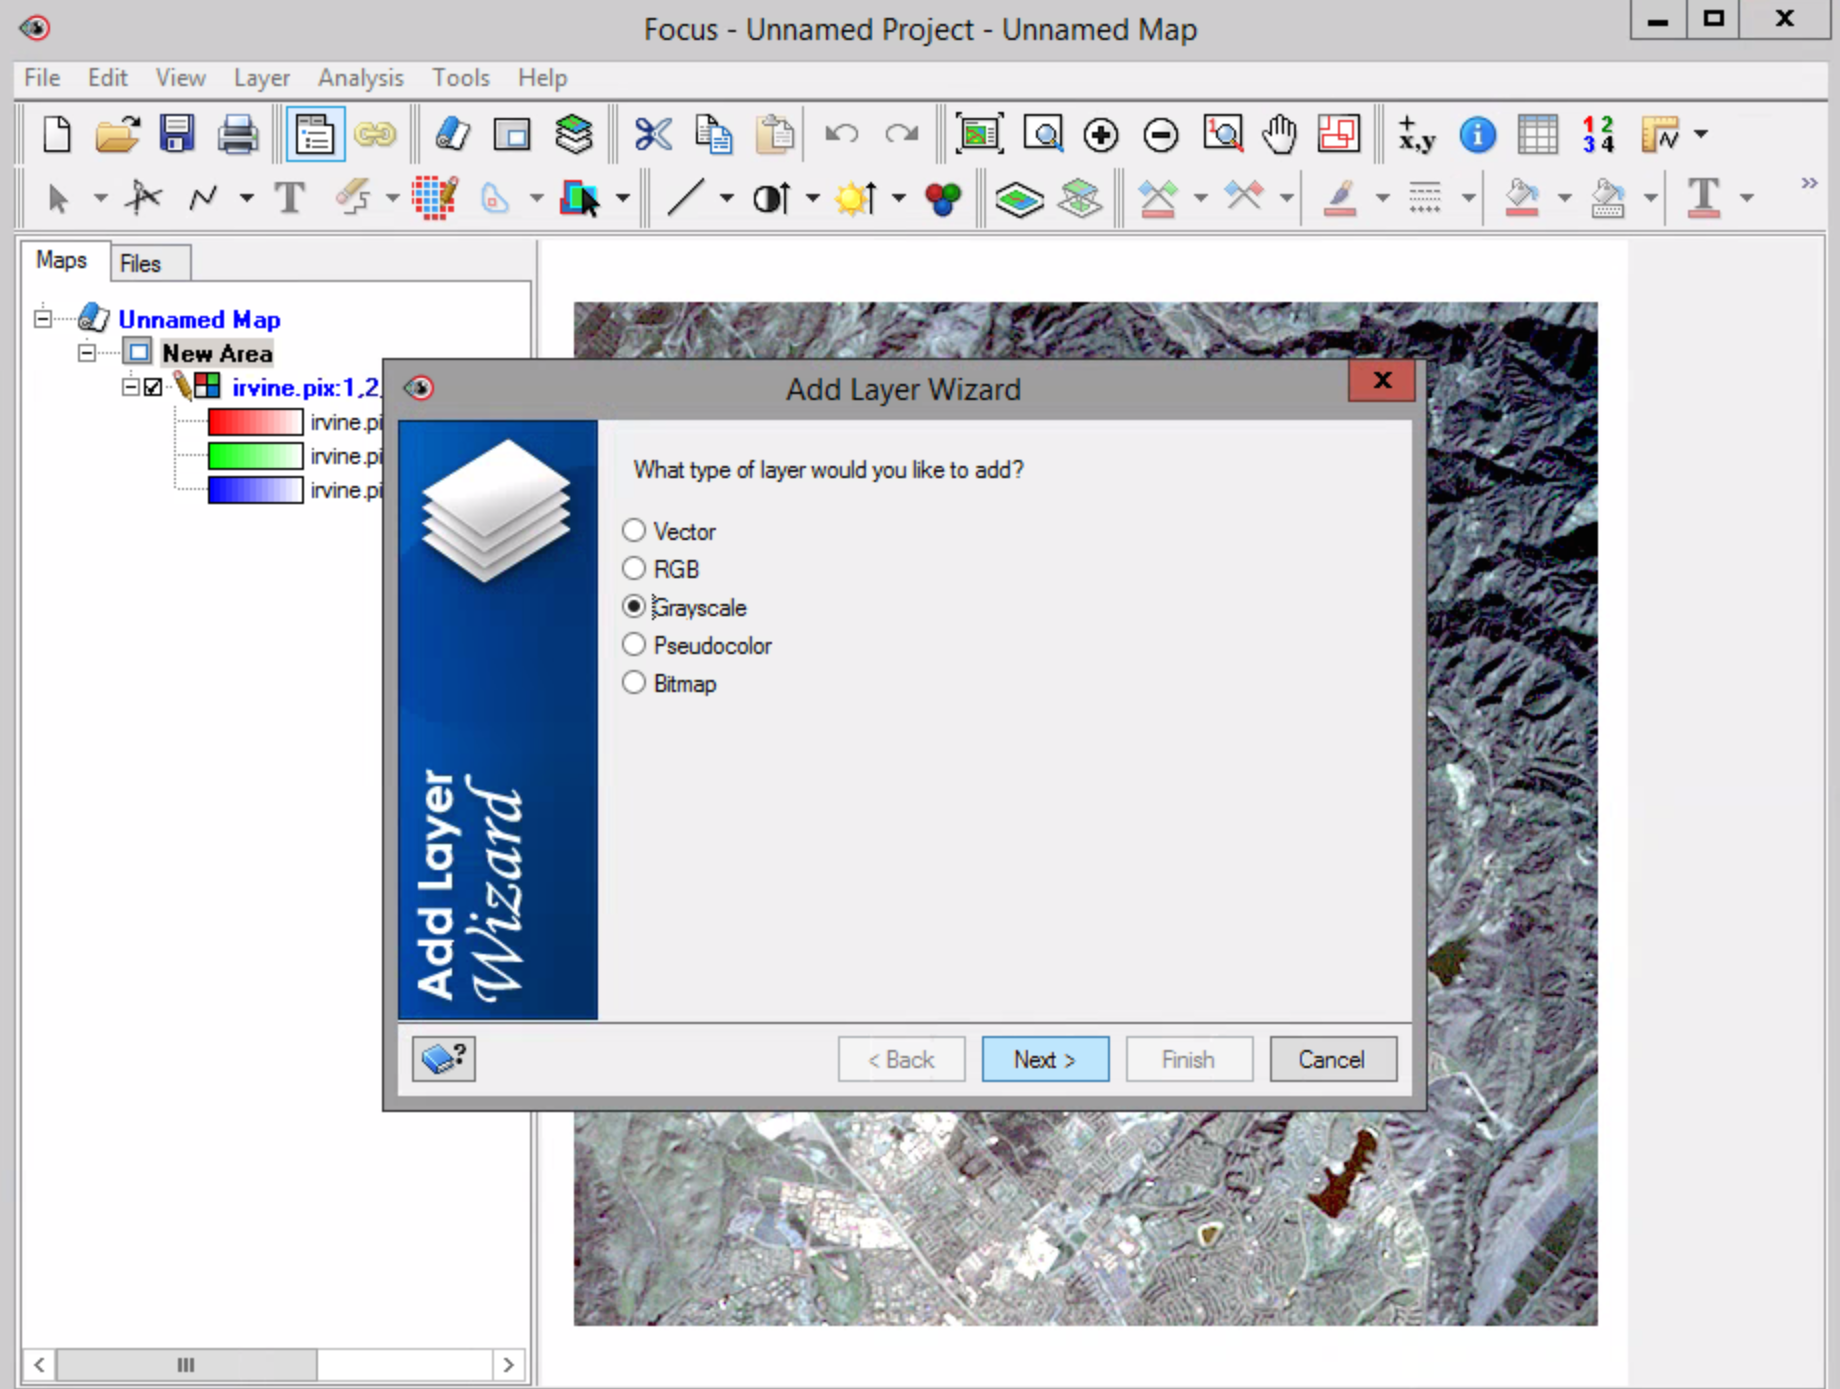 Focus - Unnamed Project - Unnamed Map
File Edit View Layer Analysis Tools Help
+
x,y
i
1 2
3 4
1
T
T
»
Maps Files
Unnamed Map
New Area
irvine.pix:1,2,
irvine.pi
irvine.pi
irvine.pi
Add Layer Wizard
X
What type of layer would you like to add?
Vector
RGB
Grayscale
Pseudocolor
Bitmap
Add Layer
Wizard
?
< Back Next > Finish Cancel